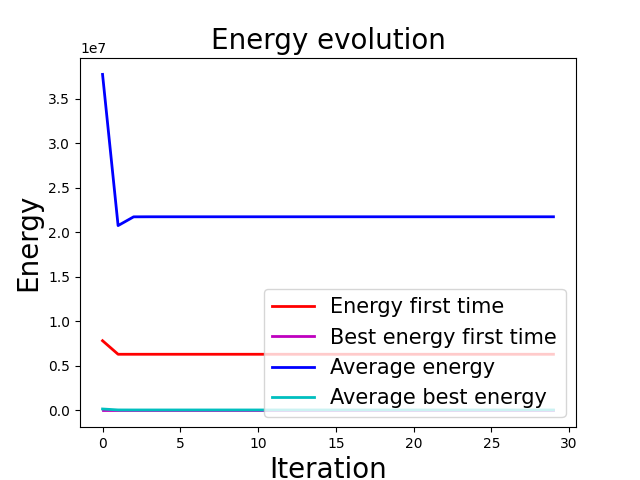 Energy evolution
1e7
3.5
3.0
2.5
2.0
1.5
1.0
0.5
0.0
Energy
Energy first time
Best energy first time
Average energy
Average best energy
0 5 10 15 20 25 30
Iteration